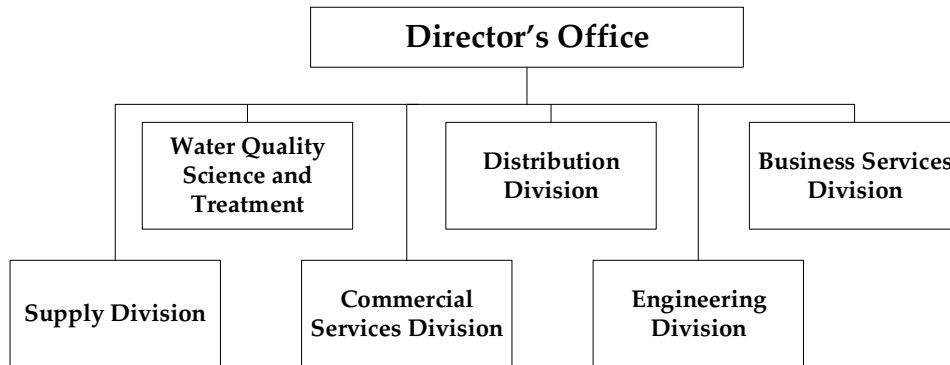 Director’s Office
Water Quality
Science and
Treatment
Distribution
Division
Business Services
Division
Supply Division
Commercial
Services Division
Engineering
Division